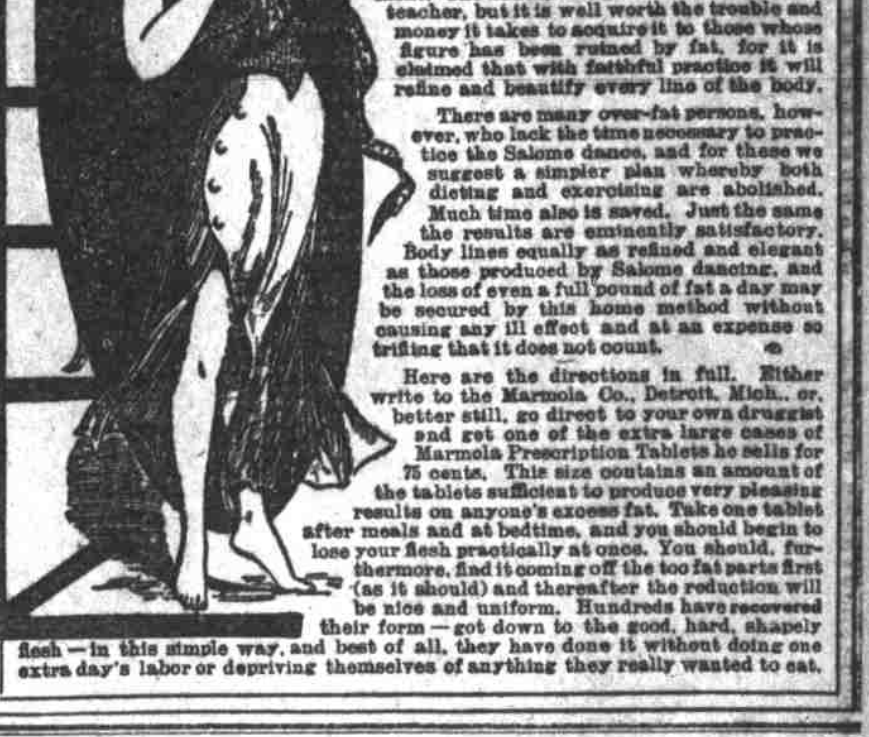 teacher, but it is well worth the trouble and
money it takes to acquire it to those whose
figure has been ruined by fat, for it is
claimed that with faithful practice it will
refine and beautify every line of the body.
There are many over-fat persons, how-
ever, who lack the time necessary to prac-
tice the Salome dance, and for these we
suggest a simpler plan whereby both
dieting and exercising are abolished.
Much time also is saved. Just the same
the results are eminently satisfactory.
Body lines equally as refined and elegant
as those produced by Salome dancing, and
the loss of even a full pound of fat a day may
be secured by this home method without
causing any ill effect and at an expense so
trifling that it does not count.
Here are the directions in full. Either
write to the Marmola Co., Detroit, Mich., or,
better still, go direct to your own druggist
and get one of the extra large cases of
Marmola Prescription Tablets he sells for
75 cents. This size contains an amount of
the tablets sufficient to produce very pleasing
results on anyone's excess fat. Take one tablet
after meals and at bedtime, and you should begin to
lose your flesh practically at once. You should, fur-
thermore, find it coming off the too fat parts first
(as it should) and thereafter the reduction will
be nice and uniform. Hundreds have recovered
their form — got down to the good, hard, shapely
flesh — in this simple way, and best of all, they have done it without doing one
extra day's labor or depriving themselves of anything they really wanted to eat.